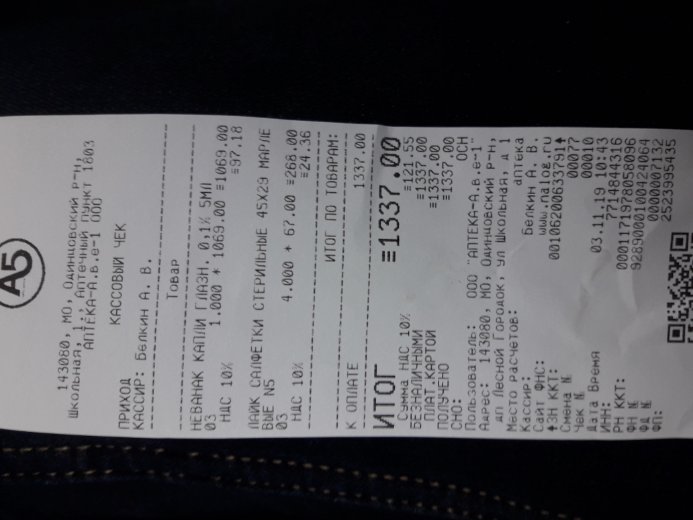 А5
143080, МО, Одинцовский р-н,
Школьная, 1., Аптечный пункт 1803
АПТЕКА-А.в.е-1 ООО
КАССОВЫЙ ЧЕК
ПРИХОД
КАССИР: Белкин А. В.
Товар
НЕВАНАК КАПЛИ ГЛАЗН. 0,1% 5МЛ
03 1.000 * 1069.00 ≡1069.00
НДС 10% ≡97.18
ЛАЙК САЛФЕТКИ СТЕРИЛЬНЫЕ 45Х29 МАРЛЕ
ВЫЕ N5
03 4.000 * 67.00 ≡268.00
НДС 10% ≡24.36
ИТОГ ПО ТОВАРАМ:
К ОПЛАТЕ 1337.00
ИТОГ ≡1337.00
Сумма НДС 10% ≡121.55
БЕЗНАЛИЧНЫМИ ≡1337.00
ПЛАТ.КАРТОЙ ≡1337.00
ПОЛУЧЕНО ≡1337.00
СНО: ОСН
Пользователь: ООО "АПТЕКА-А.в.е-1"
Адрес: 143080, МО, Одинцовский р-н,
дп Лесной Городок, ул Школьная, д 1
Место расчетов: аптека
Кассир: Белкин А. В.
Сайт ФНС: www.nalog.ru
ЗН ККТ: 00106200633791
Смена № 00077
Чек № 00010
Дата Время 03.11.19 10:43
ИНН: 7714844316
РН ККТ: 0001171978058096
ФН № 9289000100424064
ФД № 0000007132
ФП: 2523995435